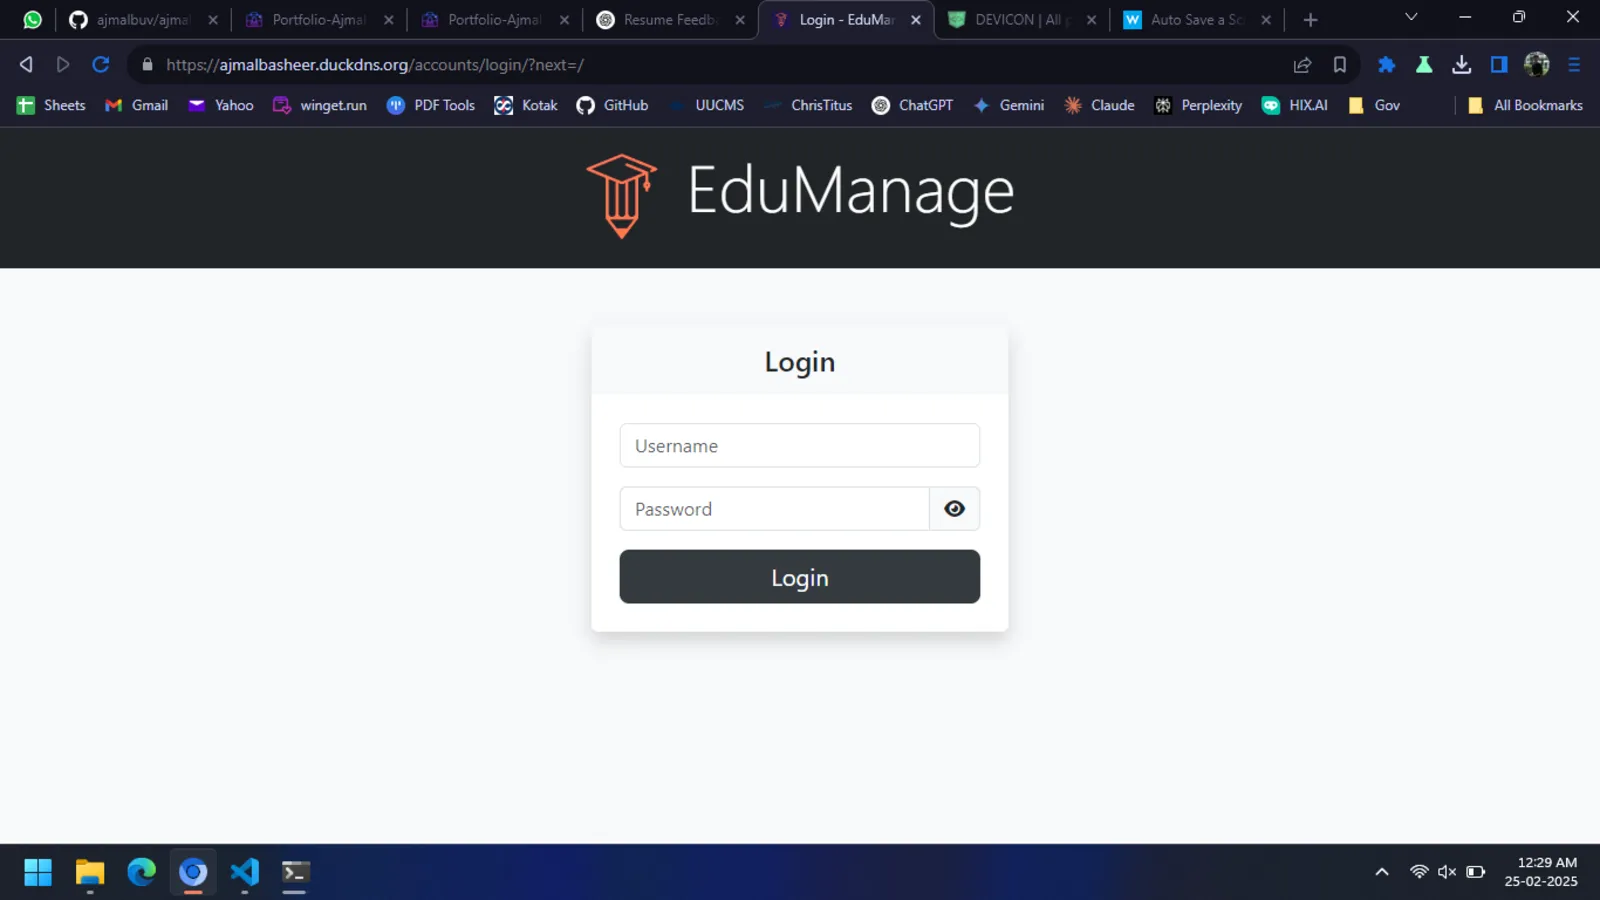 ajmalbuv/ajmal
Portfolio-Ajmal
Portfolio-Ajmal
Resume Feedb
Login - EduMan
DEVICON | All p
Auto Save a Sc
https://ajmalbasheer.duckdns.org/accounts/login/?next=/
Sheets Gmail Yahoo winget.run PDF Tools Kotak GitHub UUCMS ChrisTitus ChatGPT Gemini Claude Perplexity HIX.AI Gov All Bookmarks
EduManage
Login
Username
Password
Login
12:29 AM
25-02-2025